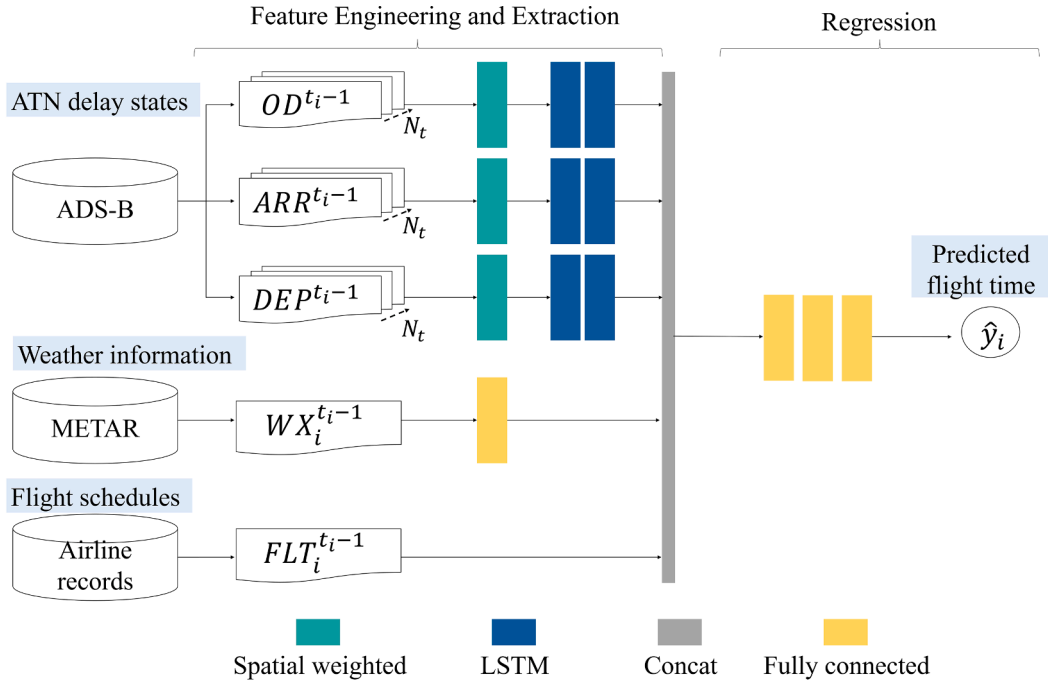 Feature Engineering and Extraction
Regression
ATN delay states
ADS-B
$OD^{t_i-1}$
$N_t$
$ARR^{t_i-1}$
$N_t$
$DEP^{t_i-1}$
$N_t$
Predicted
flight time
$\hat{y}_i$
Weather information
METAR
$WX_i^{t_i-1}$
Flight schedules
Airline
records
$FLT_i^{t_i-1}$
Spatial weighted
LSTM
Concat
Fully connected